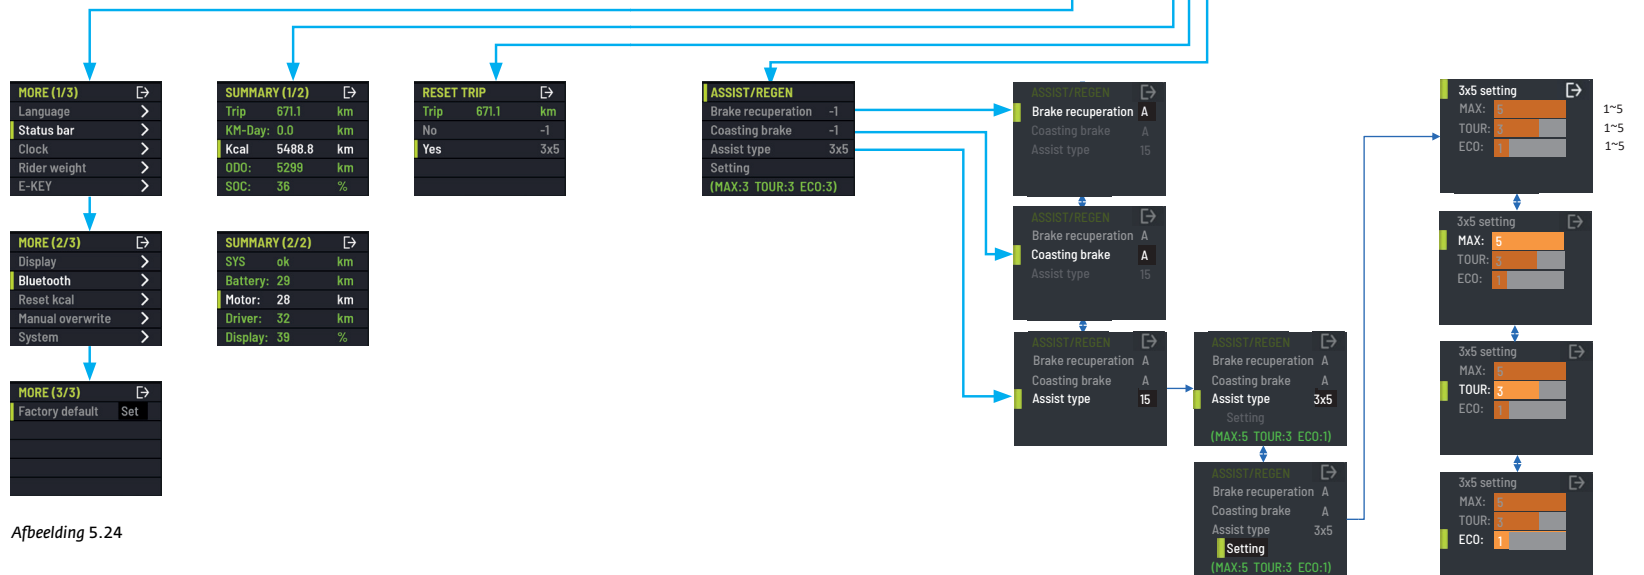 MORE (1/3)
Language
Status bar
Clock
Rider weight
E-KEY
MORE (2/3)
Display
Bluetooth
Reset kcal
Manual overwrite
System
MORE (3/3)
Factory default Set
Afbeelding 5.24
SUMMARY (1/2)
Trip 671.1 km
KM-Day: 0.0 km
Kcal 5488.8 km
ODO: 5299 km
SOC: 36 %
SUMMARY (2/2)
SYS ok km
Battery: 29 km
Motor: 28 km
Driver: 32 km
Display: 39 %
RESET TRIP
Trip 671.1 km
No -1
Yes 3x5
ASSIST/REGEN
Brake recuperation -1
Coasting brake -1
Assist type 3x5
Setting
(MAX:3 TOUR:3 ECO:3)
ASSIST/REGEN
Brake recuperation A
Coasting brake A
Assist type 15
ASSIST/REGEN
Brake recuperation A
Coasting brake A
Assist type 15
ASSIST/REGEN
Brake recuperation A
Coasting brake A
Assist type 15
ASSIST/REGEN
Brake recuperation A
Coasting brake A
Assist type 3x5
Setting
(MAX:5 TOUR:3 ECO:1)
ASSIST/REGEN
Brake recuperation A
Coasting brake A
Assist type 3x5
Setting
(MAX:5 TOUR:3 ECO:1)
3x5 setting
MAX: 5 1~5
TOUR: 3 1~5
ECO: 1 1~5
3x5 setting
MAX: 5
TOUR: 3
ECO: 1
3x5 setting
MAX: 5
TOUR: 3
ECO: 1
3x5 setting
MAX: 5
TOUR: 3
ECO: 1